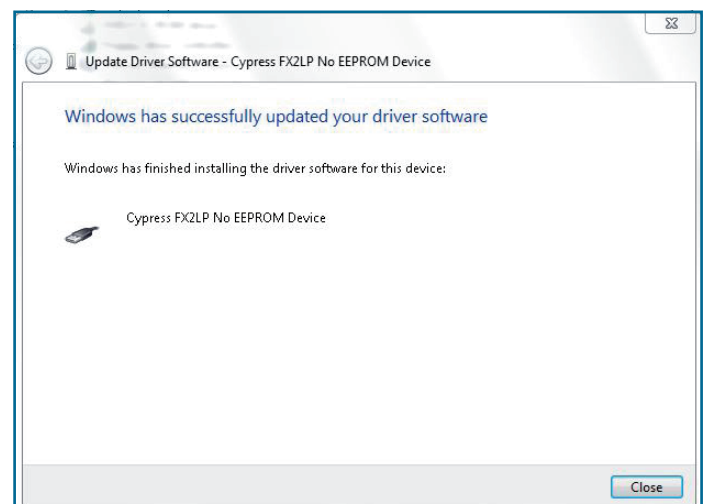 Update Driver Software - Cypress FX2LP No EEPROM Device
Windows has successfully updated your driver software
Windows has finished installing the driver software for this device:
Cypress FX2LP No EEPROM Device
Close